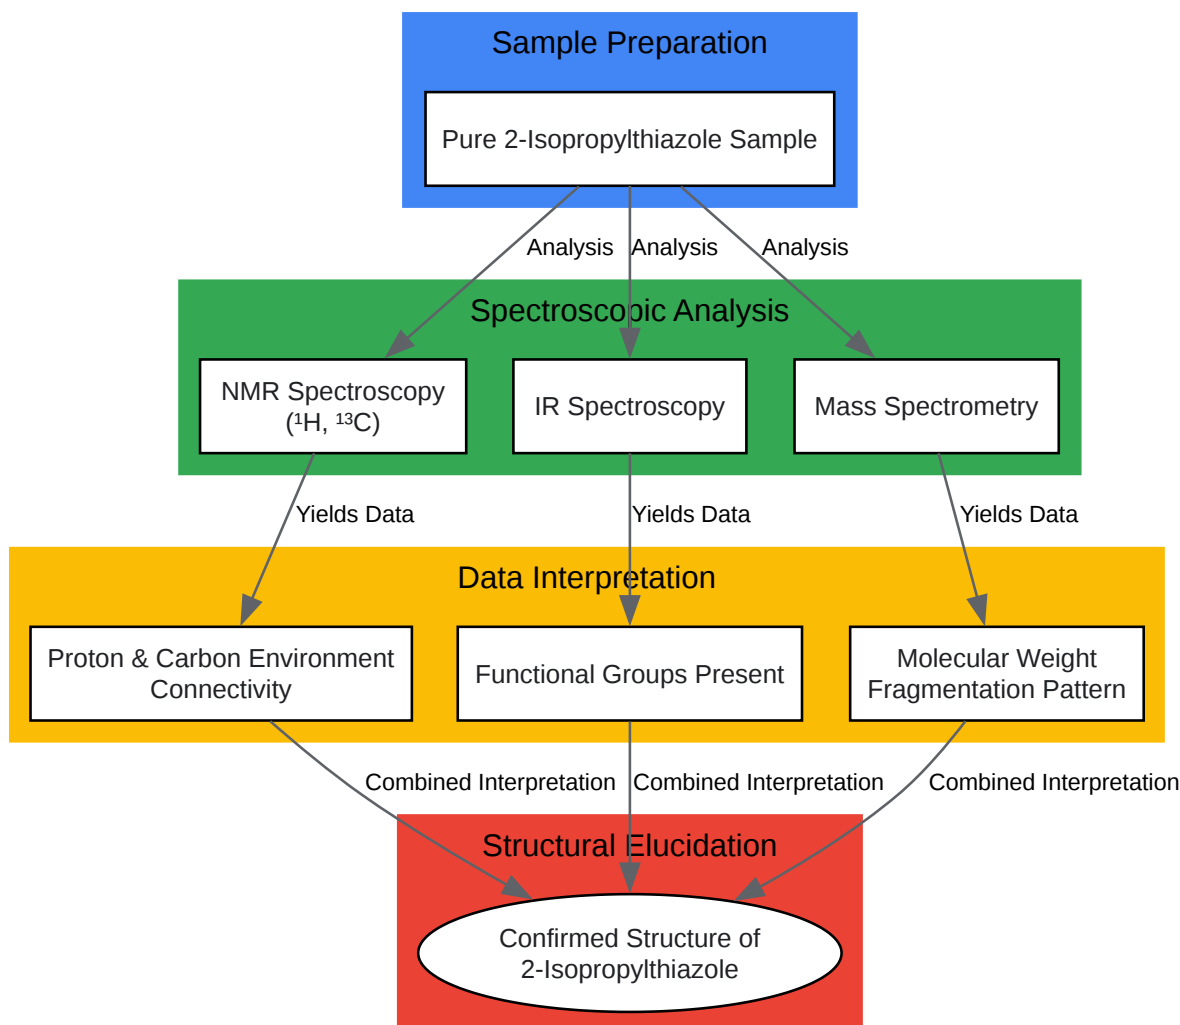 Sample Preparation
Pure 2-Isopropylthiazole Sample
Analysis
Analysis
Analysis
Spectroscopic Analysis
NMR Spectroscopy
(¹H, ¹³C)
IR Spectroscopy
Mass Spectrometry
Yields Data
Yields Data
Yields Data
Data Interpretation
Proton & Carbon Environment
Connectivity
Functional Groups Present
Molecular Weight
Fragmentation Pattern
Combined Interpretation
Combined Interpretation
Combined Interpretation
Structural Elucidation
Confirmed Structure of
2-Isopropylthiazole